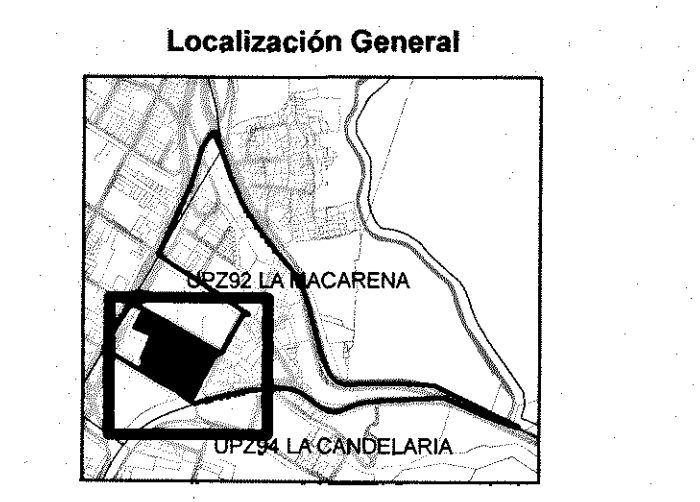 Localización General
UPZ92 LA MACARENA
UPZ94 LA CANDELARIA